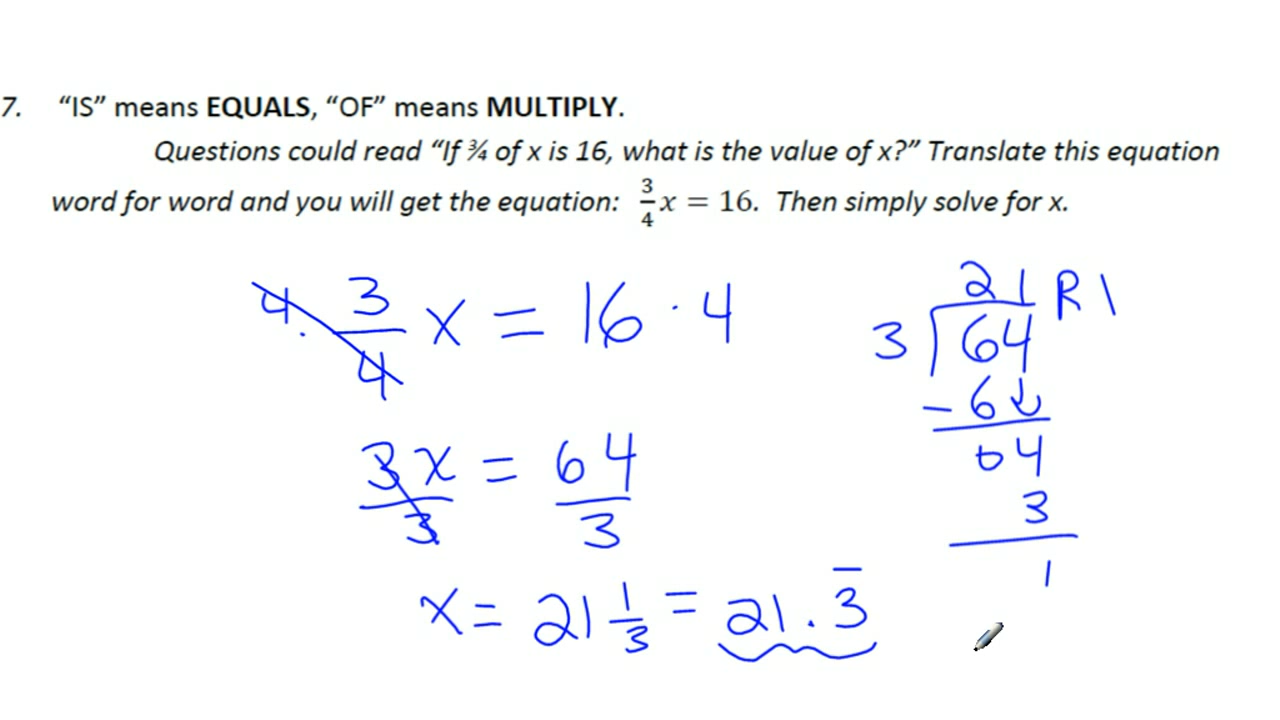 7. “IS” means EQUALS, “OF” means MULTIPLY.
Questions could read “If ¾ of x is 16, what is the value of x?” Translate this equation
word for word and you will get the equation: 3/4 x = 16. Then simply solve for x.
4 · 3/4 x = 16 · 4
3x/3 = 64/3
x = 21 1/3 = 21.3̅
21 R1
3 64
- 6↓
04
3
1